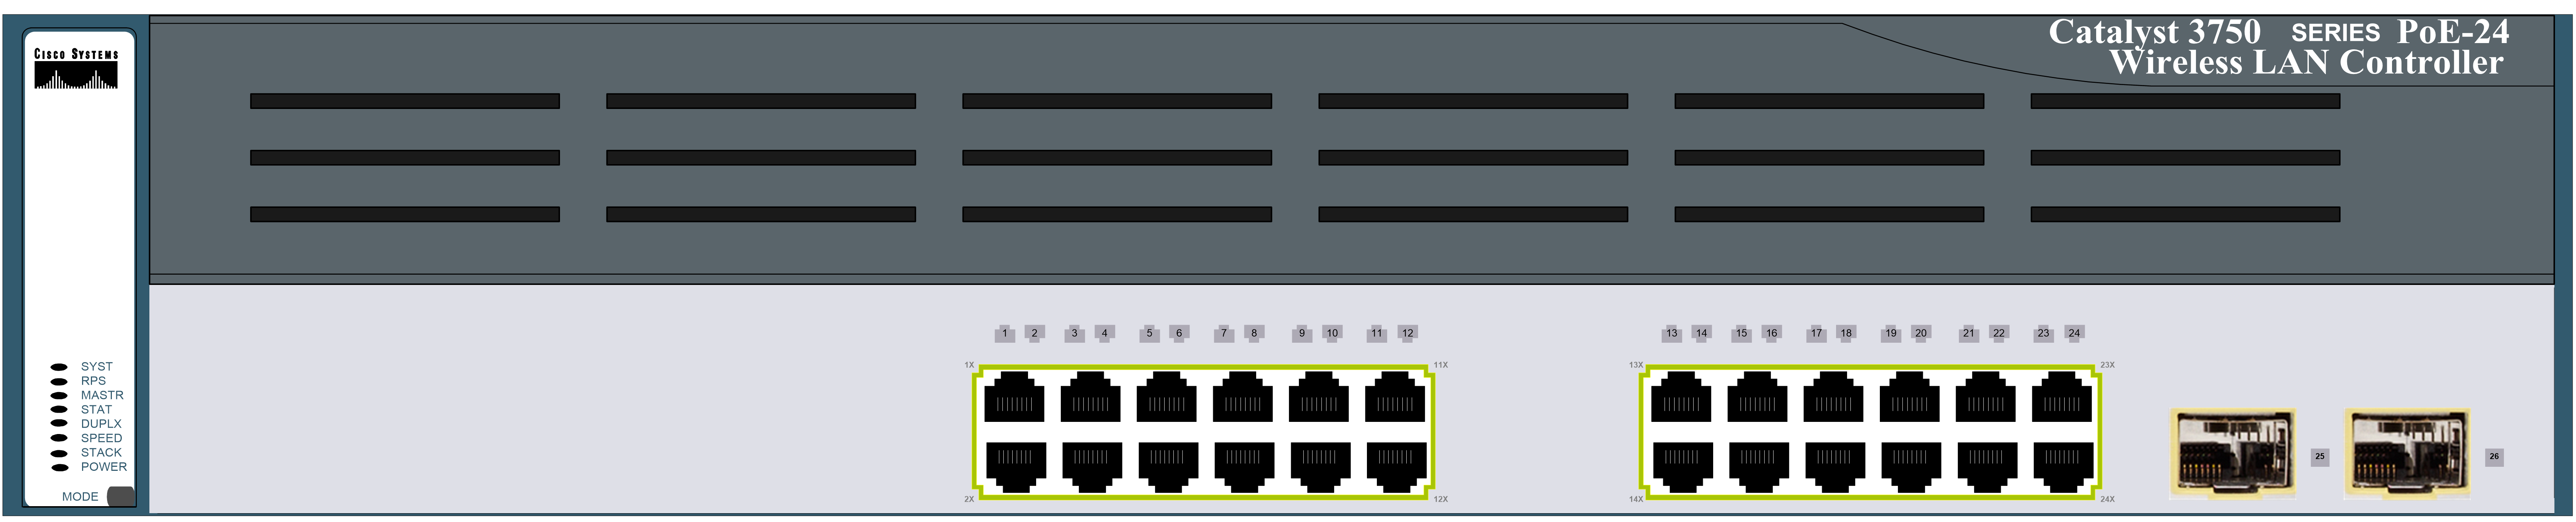 CISCO SYSTEMS
Catalyst 3750 SERIES PoE-24
Wireless LAN Controller
1 2 3 4 5 6 7 8 9 10 11 12
13 14 15 16 17 18 19 20 21 22 23 24
1X 11X
13X 23X
SYST
RPS
MASTR
STAT
DUPLX
SPEED
STACK
POWER
25 26
MODE
2X 12X
14X 24X